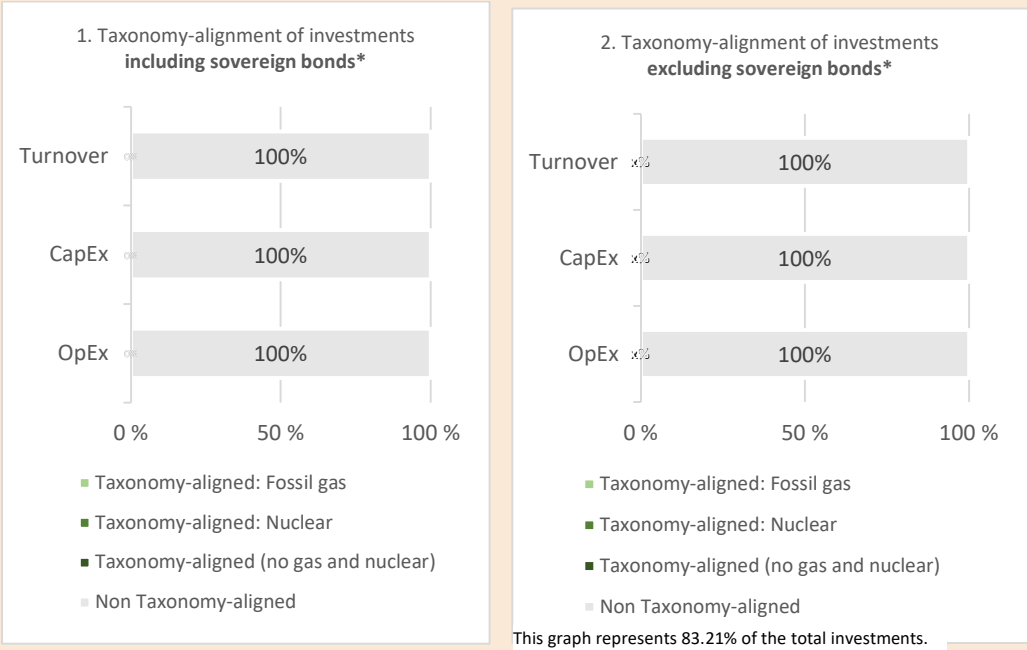 1. Taxonomy-alignment of investments
including sovereign bonds*
Turnover
100%
CapEx
100%
OpEx
100%
0 %
50 %
100 %
Taxonomy-aligned: Fossil gas
Taxonomy-aligned: Nuclear
Taxonomy-aligned (no gas and nuclear)
Non Taxonomy-aligned
2. Taxonomy-alignment of investments
excluding sovereign bonds*
Turnover
100%
CapEx
100%
OpEx
100%
0 %
50 %
100 %
Taxonomy-aligned: Fossil gas
Taxonomy-aligned: Nuclear
Taxonomy-aligned (no gas and nuclear)
Non Taxonomy-aligned
This graph represents 83.21% of the total investments.